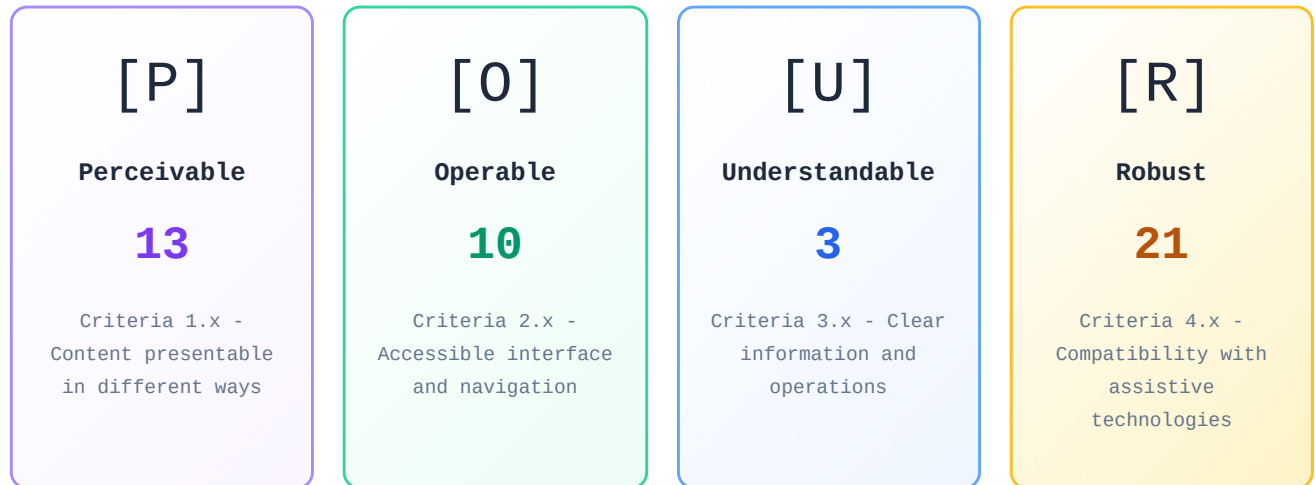 [P]
Perceivable
13
Criteria 1.x -
Content presentable
in different ways
[O]
Operable
10
Criteria 2.x -
Accessible interface
and navigation
[U]
Understandable
3
Criteria 3.x - Clear
information and
operations
[R]
Robust
21
Criteria 4.x -
Compatibility with
assistive
technologies